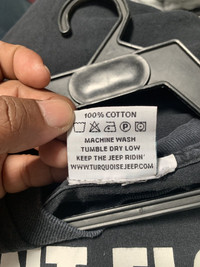 100% COTTON
MACHINE WASH
TUMBLE DRY LOW
KEEP THE JEEP RIDIN'
WWW.TURQUOISEJEEP.COM